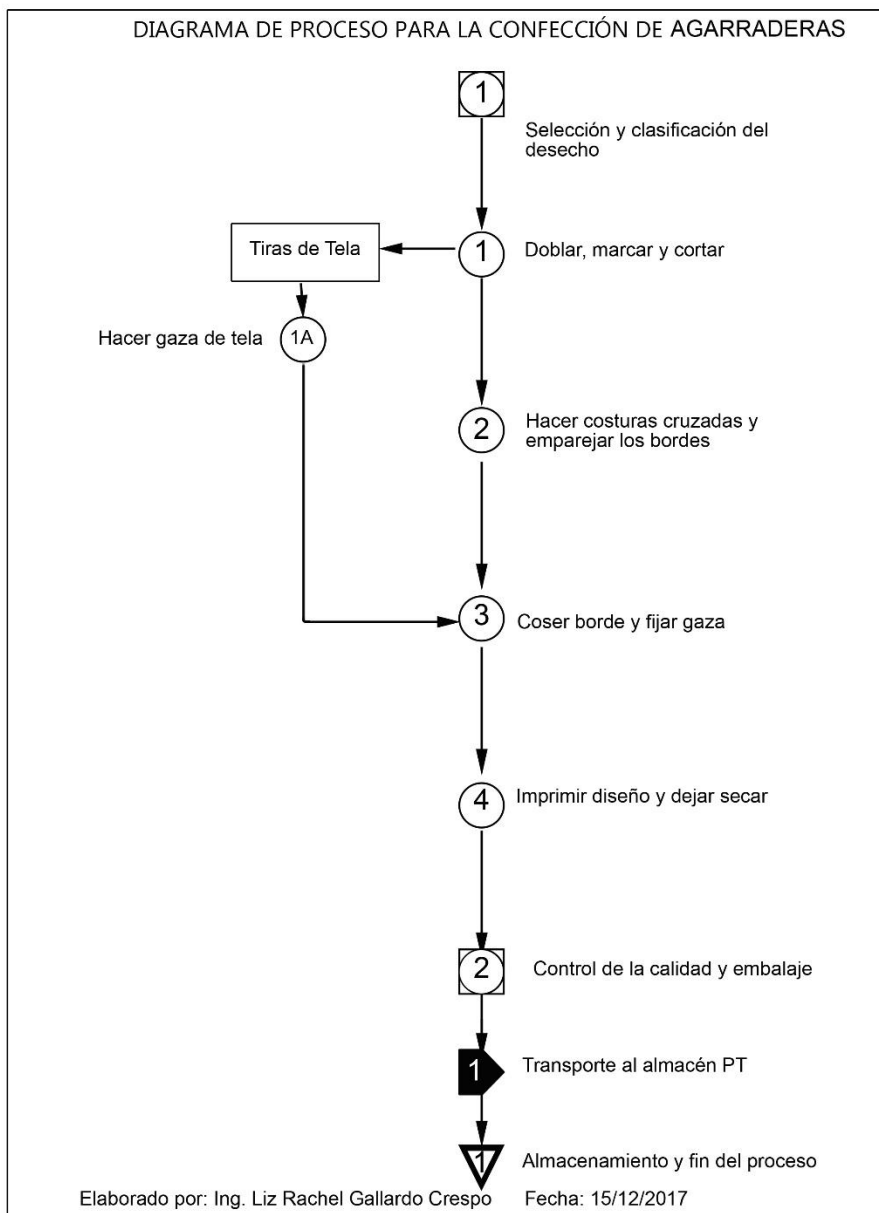 DIAGRAMA DE PROCESO PARA LA CONFECCIÓN DE AGARRADERAS
1
Selección y clasificación del
desecho
Tiras de Tela
1
Doblar, marcar y cortar
Hacer gaza de tela
1A
2
Hacer costuras cruzadas y
emparejar los bordes
3
Coser borde y fijar gaza
4
Imprimir diseño y dejar secar
2
Control de la calidad y embalaje
1
Transporte al almacén PT
1
Almacenamiento y fin del proceso
Elaborado por: Ing. Liz Rachel Gallardo Crespo Fecha: 15/12/2017